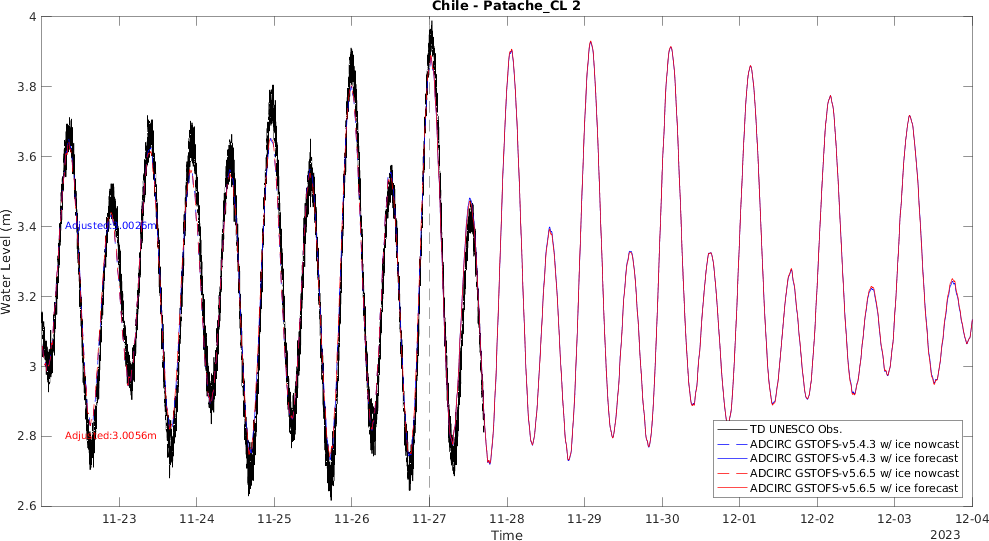 Chile - Patache_CL 2
4
3.8
3.6
3.4
3.2
3
2.8
2.6
Water Level (m)
Adjusted:3.0026m
Adjusted:3.0056m
TD UNESCO Obs.
ADCIRC GSTOFS-v5.4.3 w/ ice nowcast
ADCIRC GSTOFS-v5.4.3 w/ ice forecast
ADCIRC GSTOFS-v5.6.5 w/ ice nowcast
ADCIRC GSTOFS-v5.6.5 w/ ice forecast
11-23 11-24 11-25 11-26 11-27 11-28 11-29 11-30 12-01 12-02 12-03 12-04
Time
2023